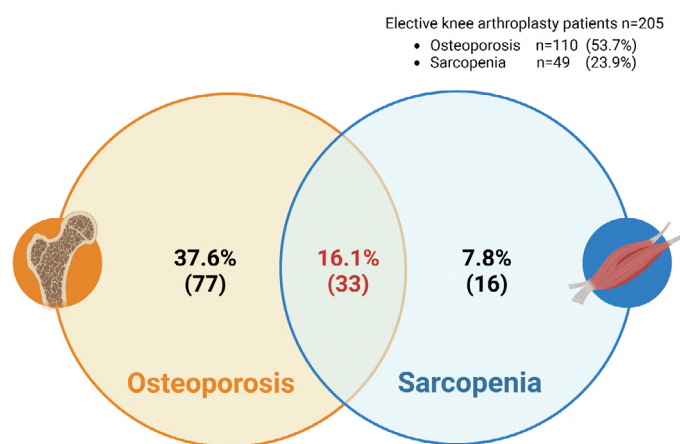 Elective knee arthroplasty patients n=205
• Osteoporosis n=110 (53.7%)
• Sarcopenia n=49 (23.9%)
37.6%
(77)
16.1%
(33)
7.8%
(16)
Osteoporosis
Sarcopenia